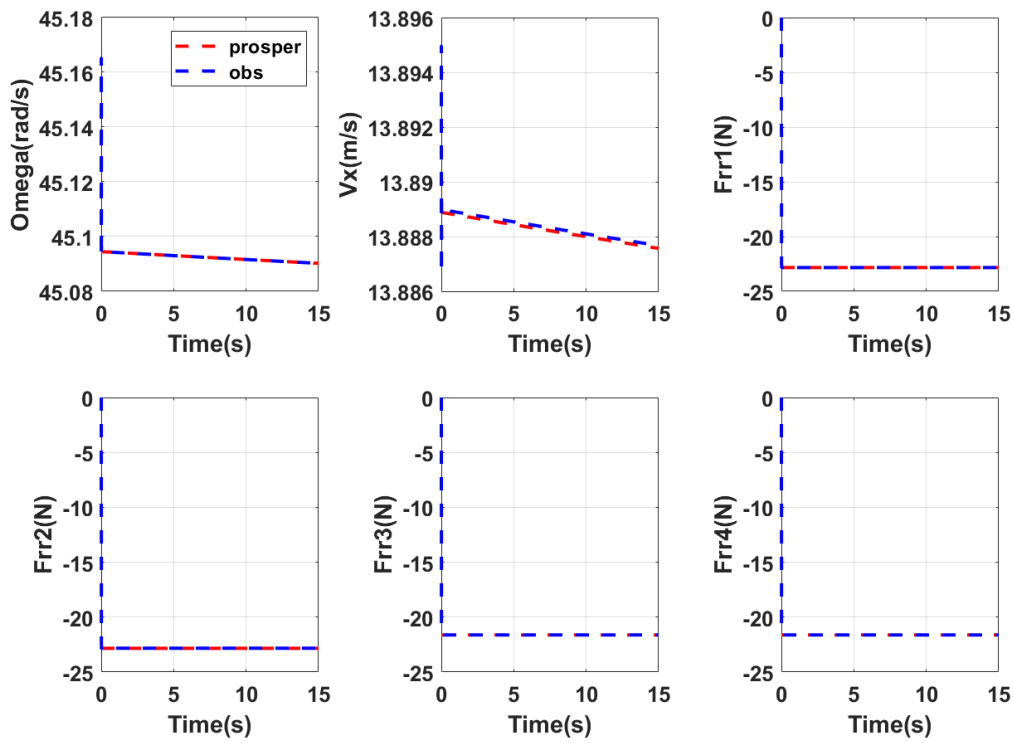 45.18
45.16
45.14
45.12
45.1
45.08
Omega(rad/s)
prosper
obs
0 5 10 15
Time(s)
13.896
13.894
13.892
13.89
13.888
13.886
Vx(m/s)
0 5 10 15
Time(s)
0
-5
-10
-15
-20
-25
Frr1(N)
0 5 10 15
Time(s)
0
-5
-10
-15
-20
-25
Frr2(N)
0 5 10 15
Time(s)
0
-5
-10
-15
-20
-25
Frr3(N)
0 5 10 15
Time(s)
0
-5
-10
-15
-20
-25
Frr4(N)
0 5 10 15
Time(s)